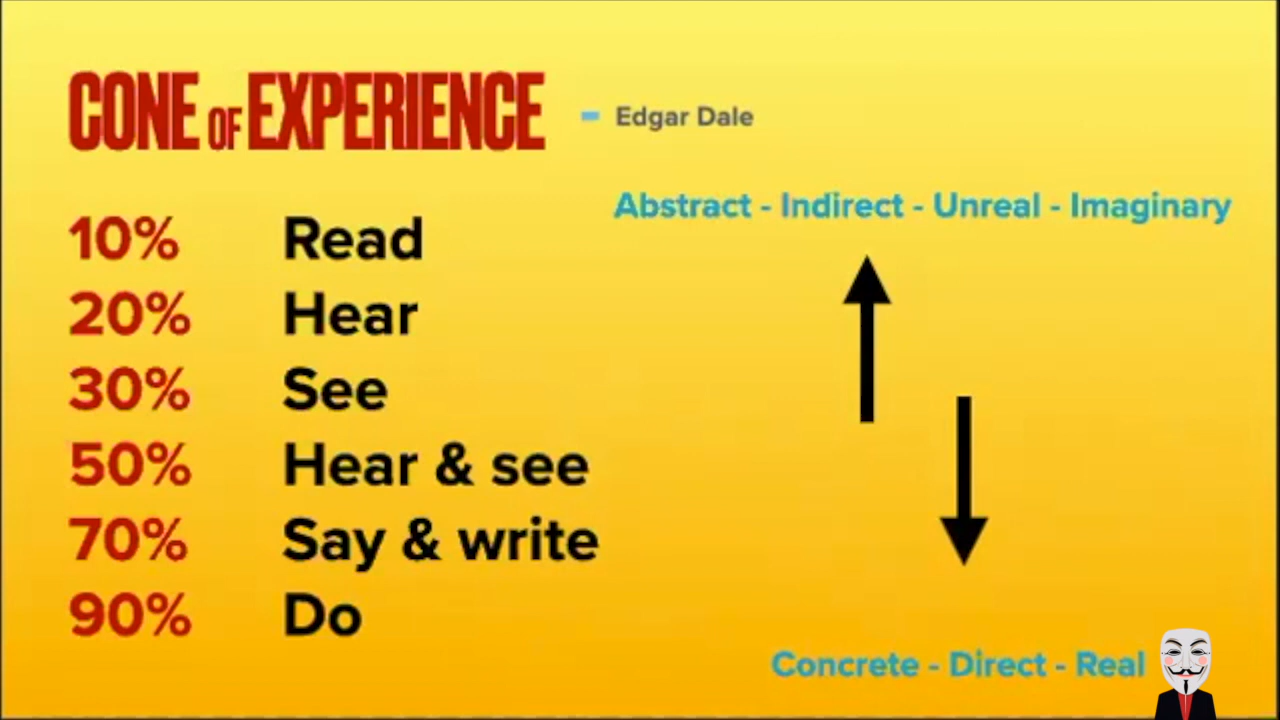 CONE OF EXPERIENCE - Edgar Dale
Abstract - Indirect - Unreal - Imaginary
10% Read
20% Hear
30% See
50% Hear & see
70% Say & write
90% Do
Concrete - Direct - Real